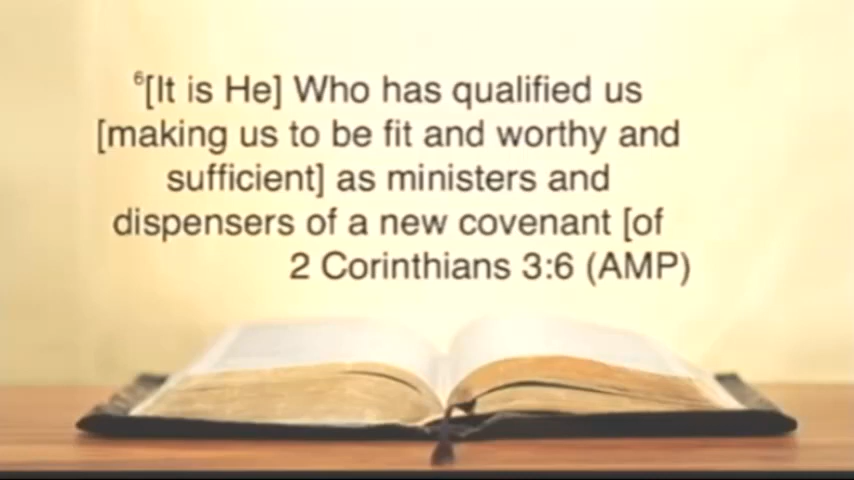 ⁶[It is He] Who has qualified us
[making us to be fit and worthy and
sufficient] as ministers and
dispensers of a new covenant [of
2 Corinthians 3:6 (AMP)